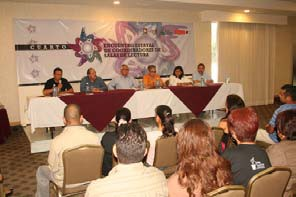 CUARTO
ENCUENTRO ESTATAL
DE COORDINADORES DE
SALAS DE LECTURA